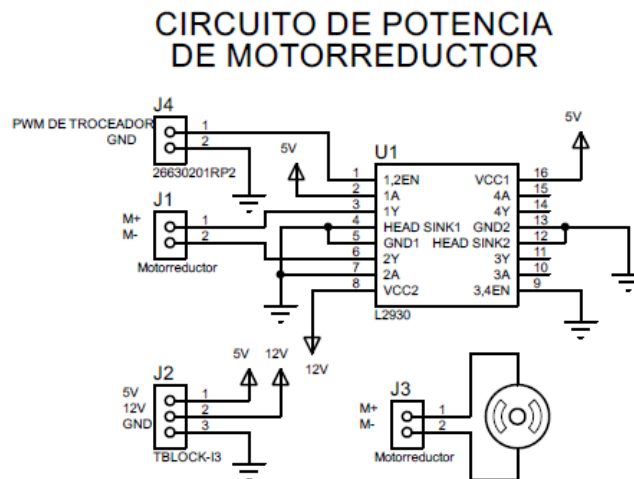 CIRCUITO DE POTENCIA
DE MOTORREDUCTOR
J4
PWM DE TROCEADOR
GND
1
2
26630201RP2
J1
M+
M-
1
2
Motorreductor
5V
U1
1 1,2EN VCC1 16
2 1A 4A 15
3 1Y 4Y 14
4 HEAD SINK1 GND2 13
5 GND1 HEAD SINK2 12
6 2Y 3Y 11
7 2A 3A 10
8 VCC2 3,4EN 9
L2930
5V
12V
J2
5V
12V
GND
1
2
3
TBLOCK-I3
5V
12V
J3
M+
M-
1
2
Motorreductor